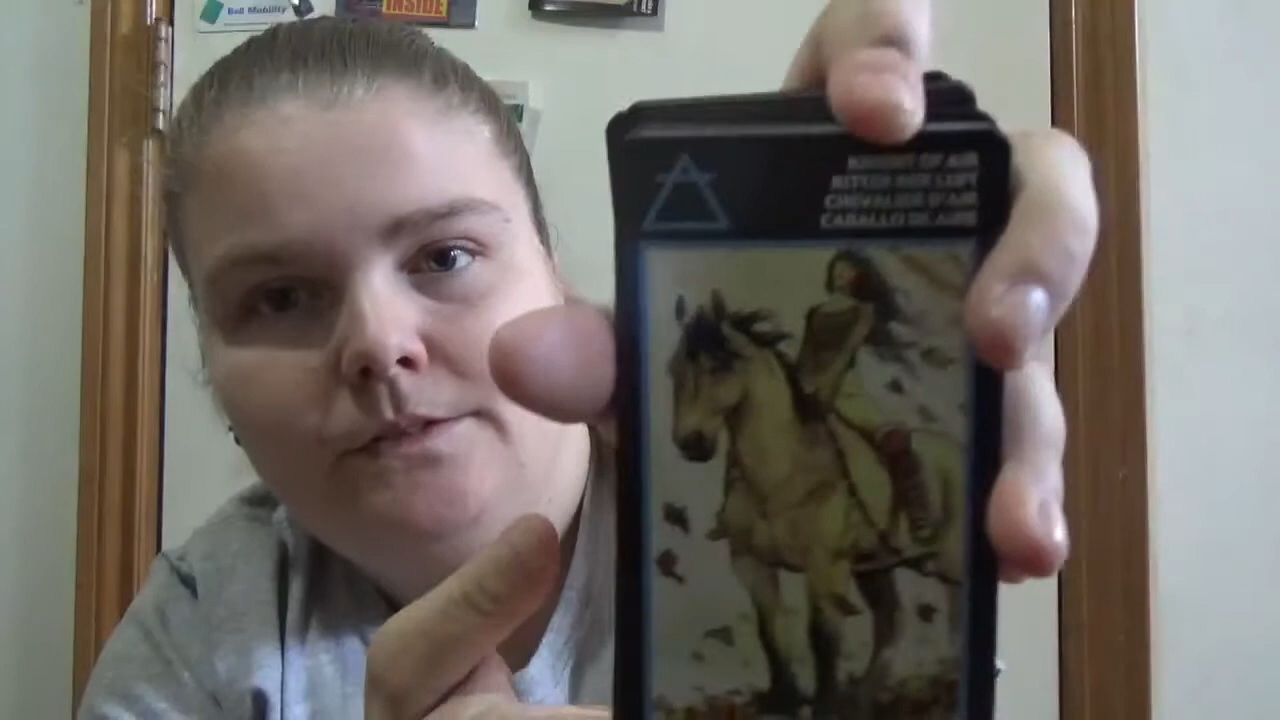 Bell Mobility
INSIDE
KNIGHT OF AIR
RITTER DER LUFT
CHEVALIER D'AIR
CABALLO DE AIRE